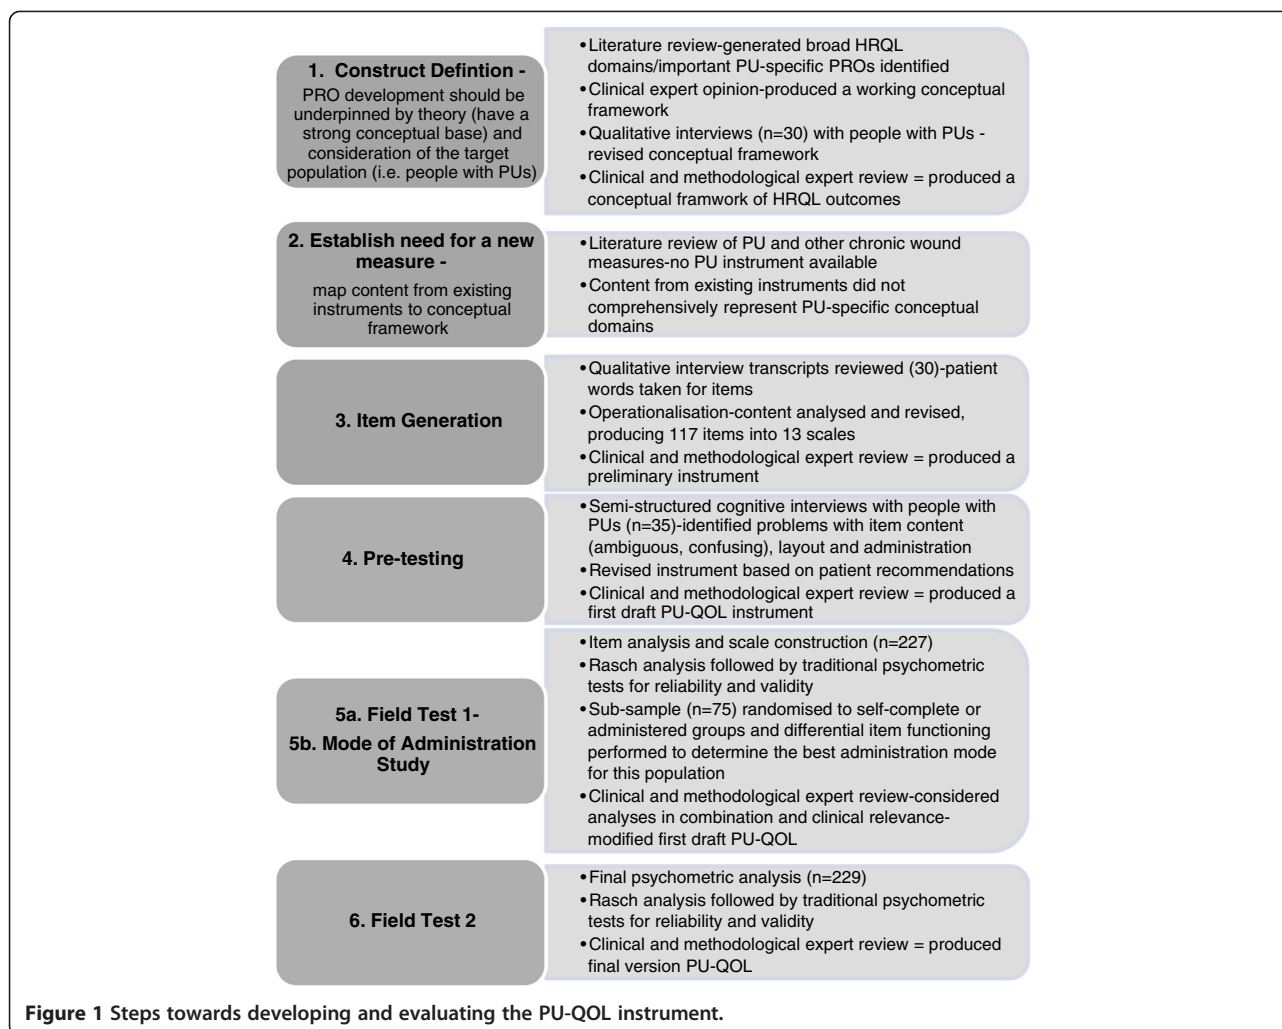 1. Construct Defintion -
PRO development should be
underpinned by theory (have a
strong conceptual base) and
consideration of the target
population (i.e. people with PUs)
•Literature review-generated broad HRQL
domains/important PU-specific PROs identified
•Clinical expert opinion-produced a working conceptual
framework
•Qualitative interviews (n=30) with people with PUs -
revised conceptual framework
•Clinical and methodological expert review = produced a
conceptual framwork of HRQL outcomes
2. Establish need for a new
measure -
map content from existing
instruments to conceptual
framework
•Literature review of PU and other chronic wound
measures-no PU instrument available
•Content from existing instruments did not
comprehensively represent PU-specific conceptual
domains
3. Item Generation
•Qualitative interview transcripts reviewed (30)-patient
words taken for items
•Operationalisation-content analysed and revised,
producing 117 items into 13 scales
•Clinical and methodological expert review = produced a
preliminary instrument
4. Pre-testing
•Semi-structured cognitive interviews with people with
PUs (n=35)-identified problems with item content
(ambiguous, confusing), layout and administration
•Revised instrument based on patient recommendations
•Clinical and methodological expert review = produced a
first draft PU-QOL instrument
5a. Field Test 1-
5b. Mode of Administration
Study
•Item analysis and scale construction (n=227)
•Rasch analysis followed by traditional psychometric
tests for reliability and validity
•Sub-sample (n=75) randomised to self-complete or
administered groups and differential item functioning
performed to determine the best administration mode
for this population
•Clinical and methodological expert review-considered
analyses in combination and clinical relevance-
modified first draft PU-QOL
6. Field Test 2
•Final psychometric analysis (n=229)
•Rasch analysis followed by traditional psychometric
tests for reliability and validity
•Clinical and methodological expert review = produced
final version PU-QOL
Figure 1 Steps towards developing and evaluating the PU-QOL instrument.